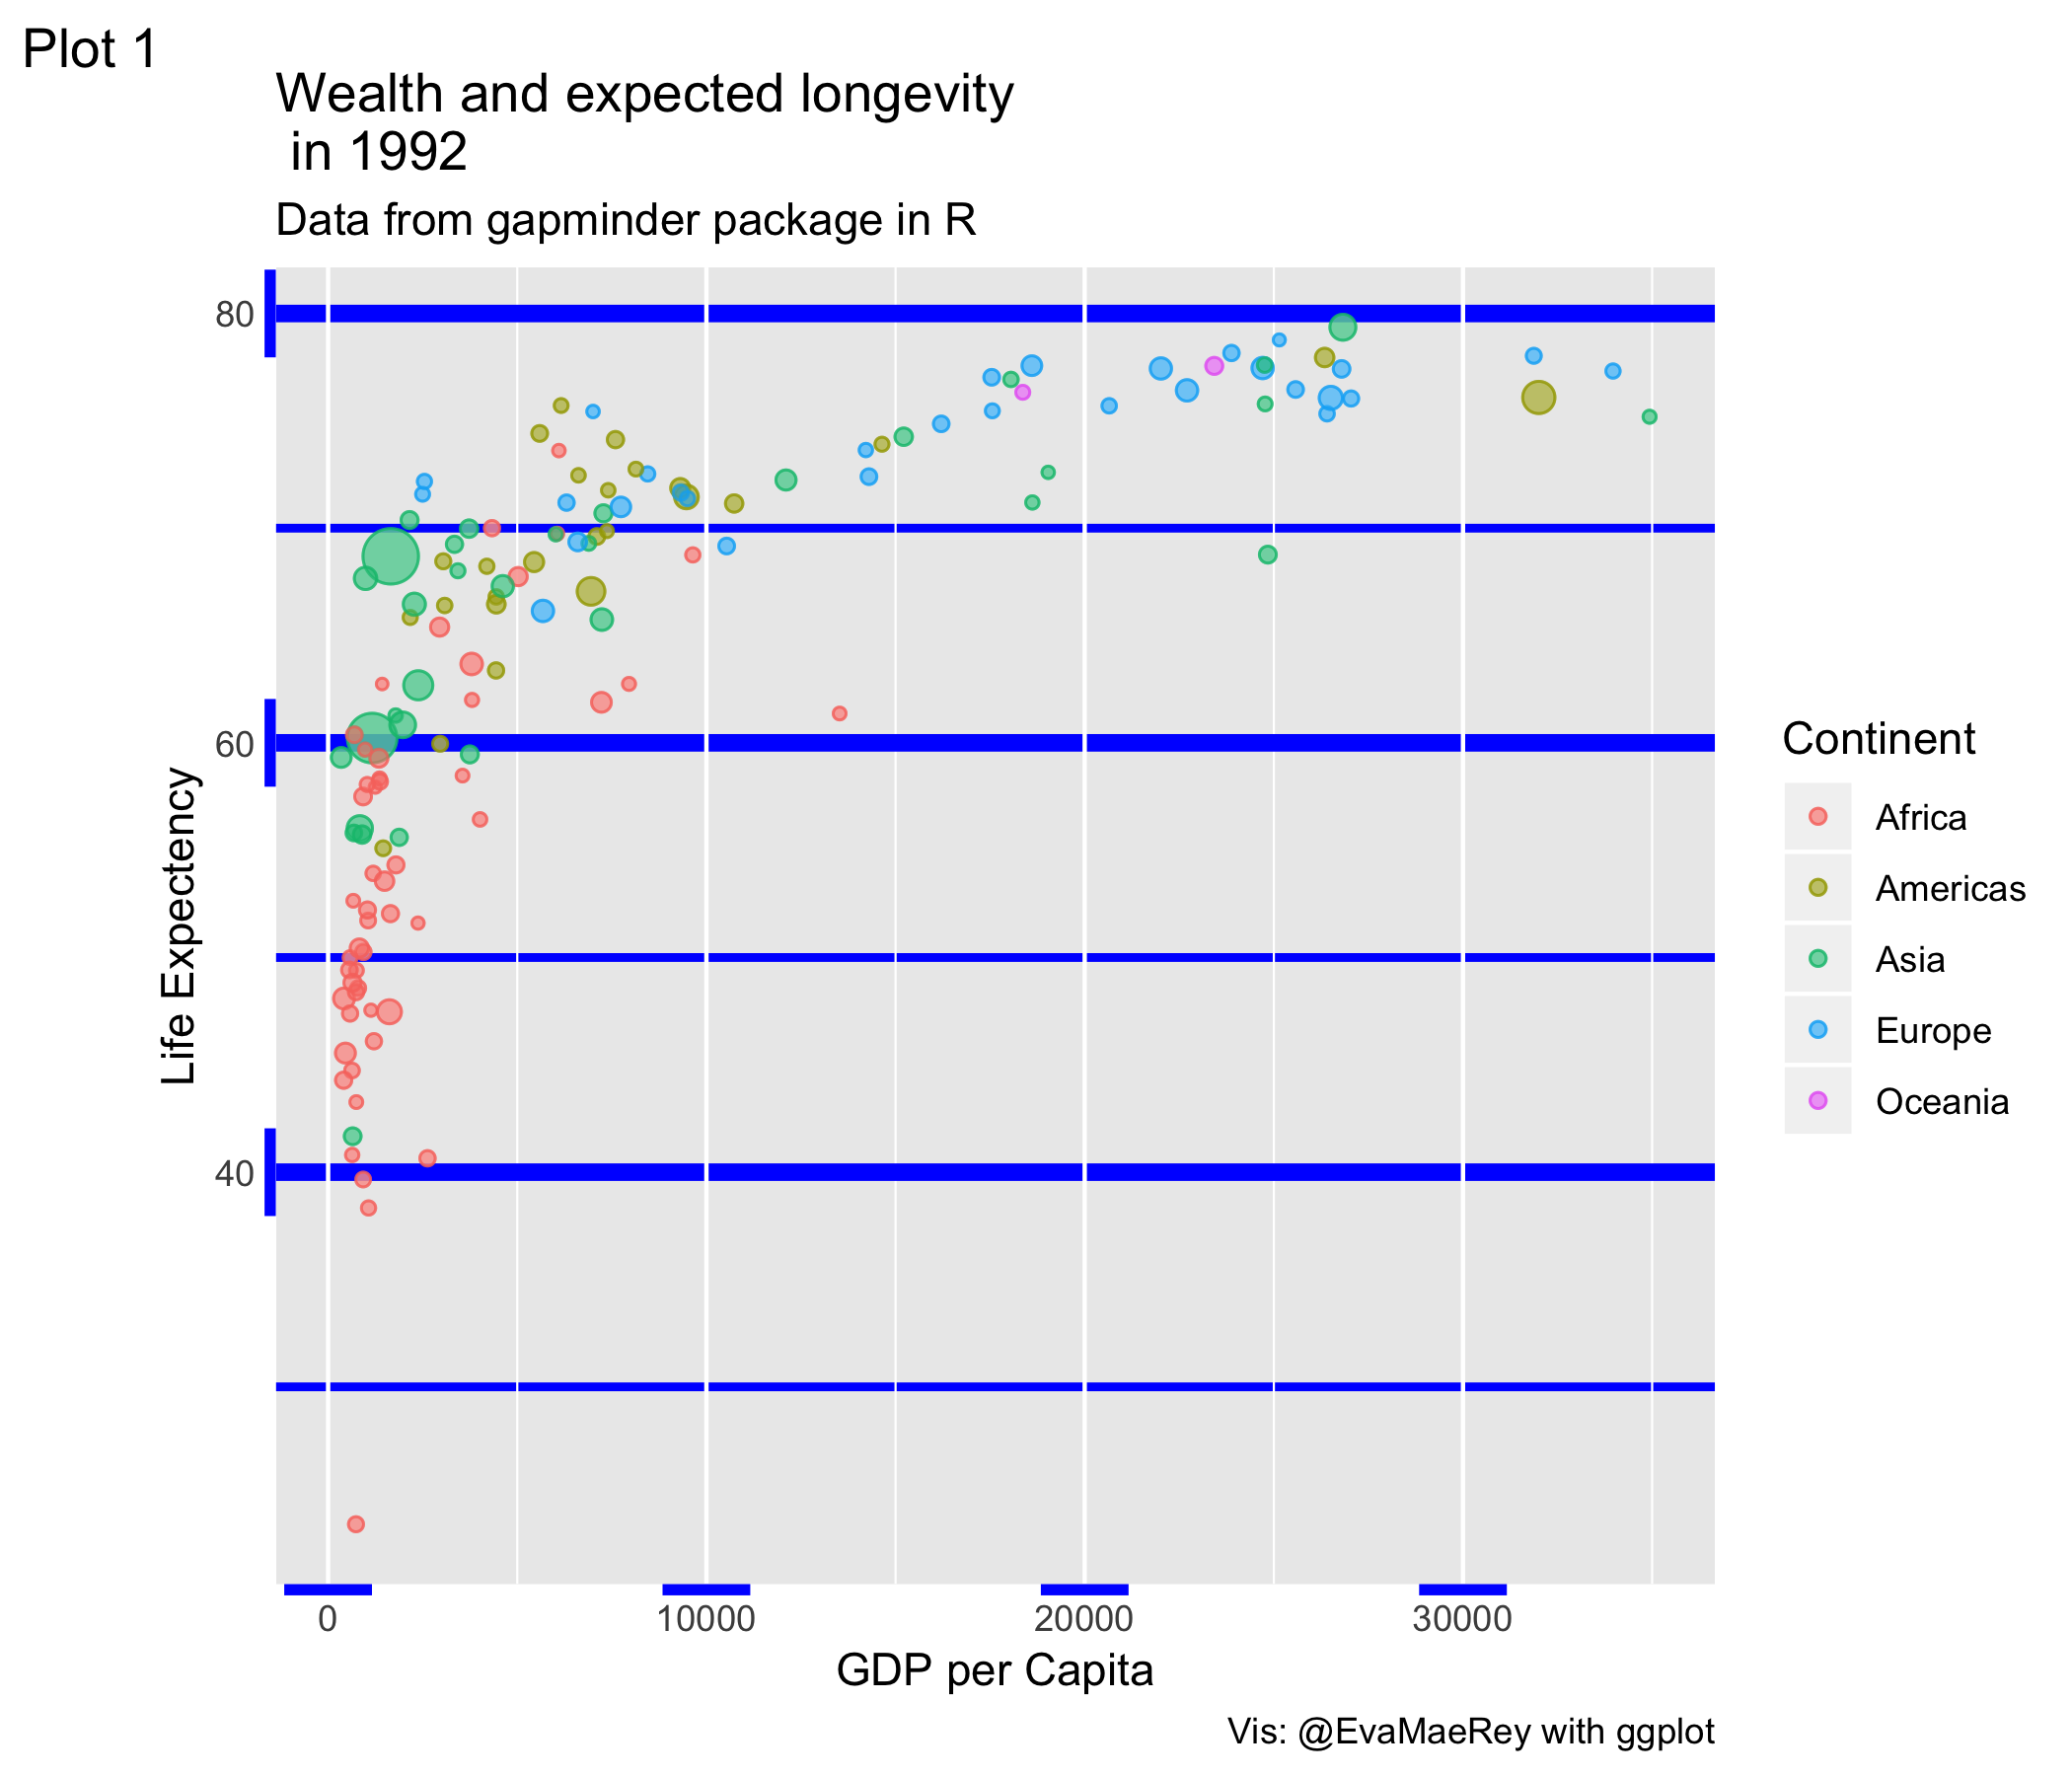 Plot 1
Wealth and expected longevity
in 1992
Data from gapminder package in R
80
60
40
Life Expectency
0 10000 20000 30000
GDP per Capita
Continent
Africa
Americas
Asia
Europe
Oceania
Vis: @EvaMaeRey with ggplot